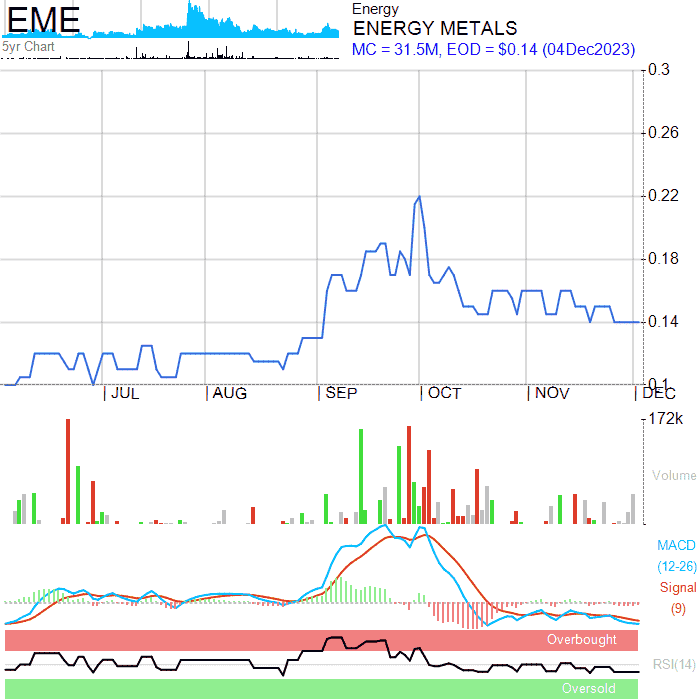 EME
5yr Chart
Energy
ENERGY METALS
MC = 31.5M, EOD = $0.14 (04Dec2023)
0.3
0.26
0.22
0.18
0.14
0.1
JUL AUG SEP OCT NOV DEC
172k
Volume
MACD
(12-26)
Signal
(9)
Overbought
RSI(14)
Oversold